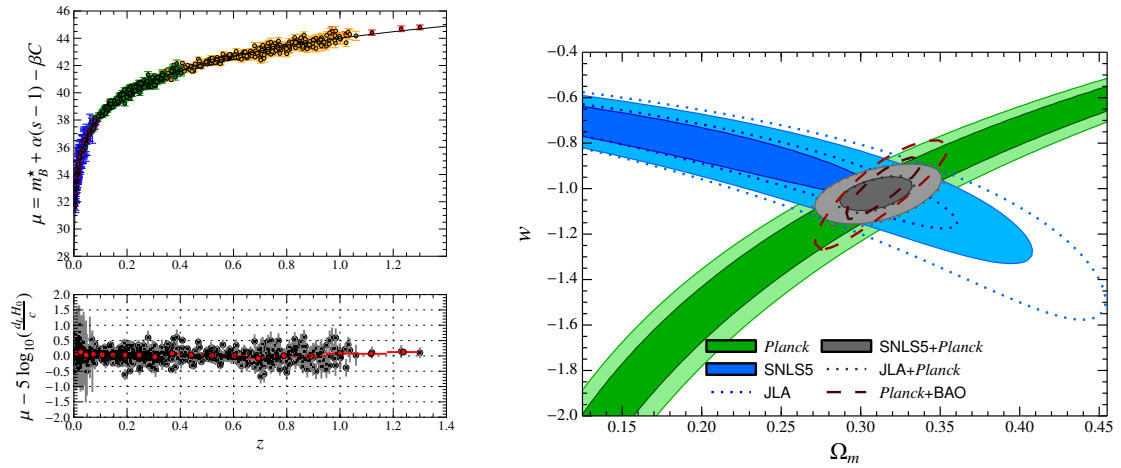 μ = m_B^★ + α(s − 1) − βC
46
44
42
40
38
36
34
32
30
28
0.0 0.2 0.4 0.6 0.8 1.0 1.2 1.4
μ − 5 log₁₀(d_L H₀ / c)
2.0
1.5
1.0
0.5
0.0
−0.5
−1.0
−1.5
−2.0
0.0 0.2 0.4 0.6 0.8 1.0 1.2 1.4
z
w
−0.4
−0.6
−0.8
−1.0
−1.2
−1.4
−1.6
−1.8
−2.0
Planck SNLS5+Planck
SNLS5 JLA+Planck
JLA Planck+BAO
0.15 0.20 0.25 0.30 0.35 0.40 0.45
Ω_m